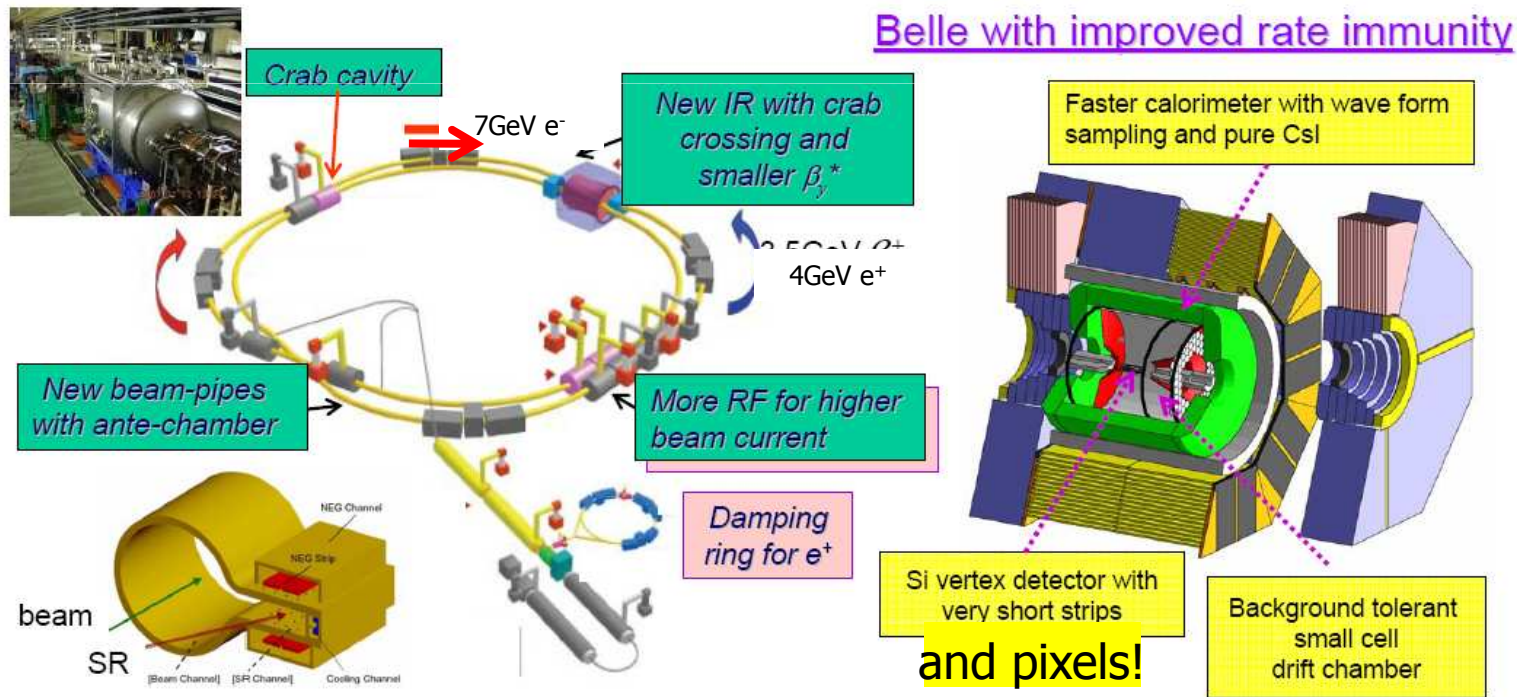 Belle with improved rate immunity
Crab cavity
7GeV e⁻
New IR with crab
crossing and
smaller βy*
Faster calorimeter with wave form
sampling and pure CsI
4GeV e⁺
New beam-pipes
with ante-chamber
More RF for higher
beam current
Damping
ring for e⁺
NEG Channel
NEG Strip
beam
SR
[Beam Channel]
[SR Channel]
Cooling Channel
Si vertex detector with
very short strips
and pixels!
Background tolerant
small cell
drift chamber